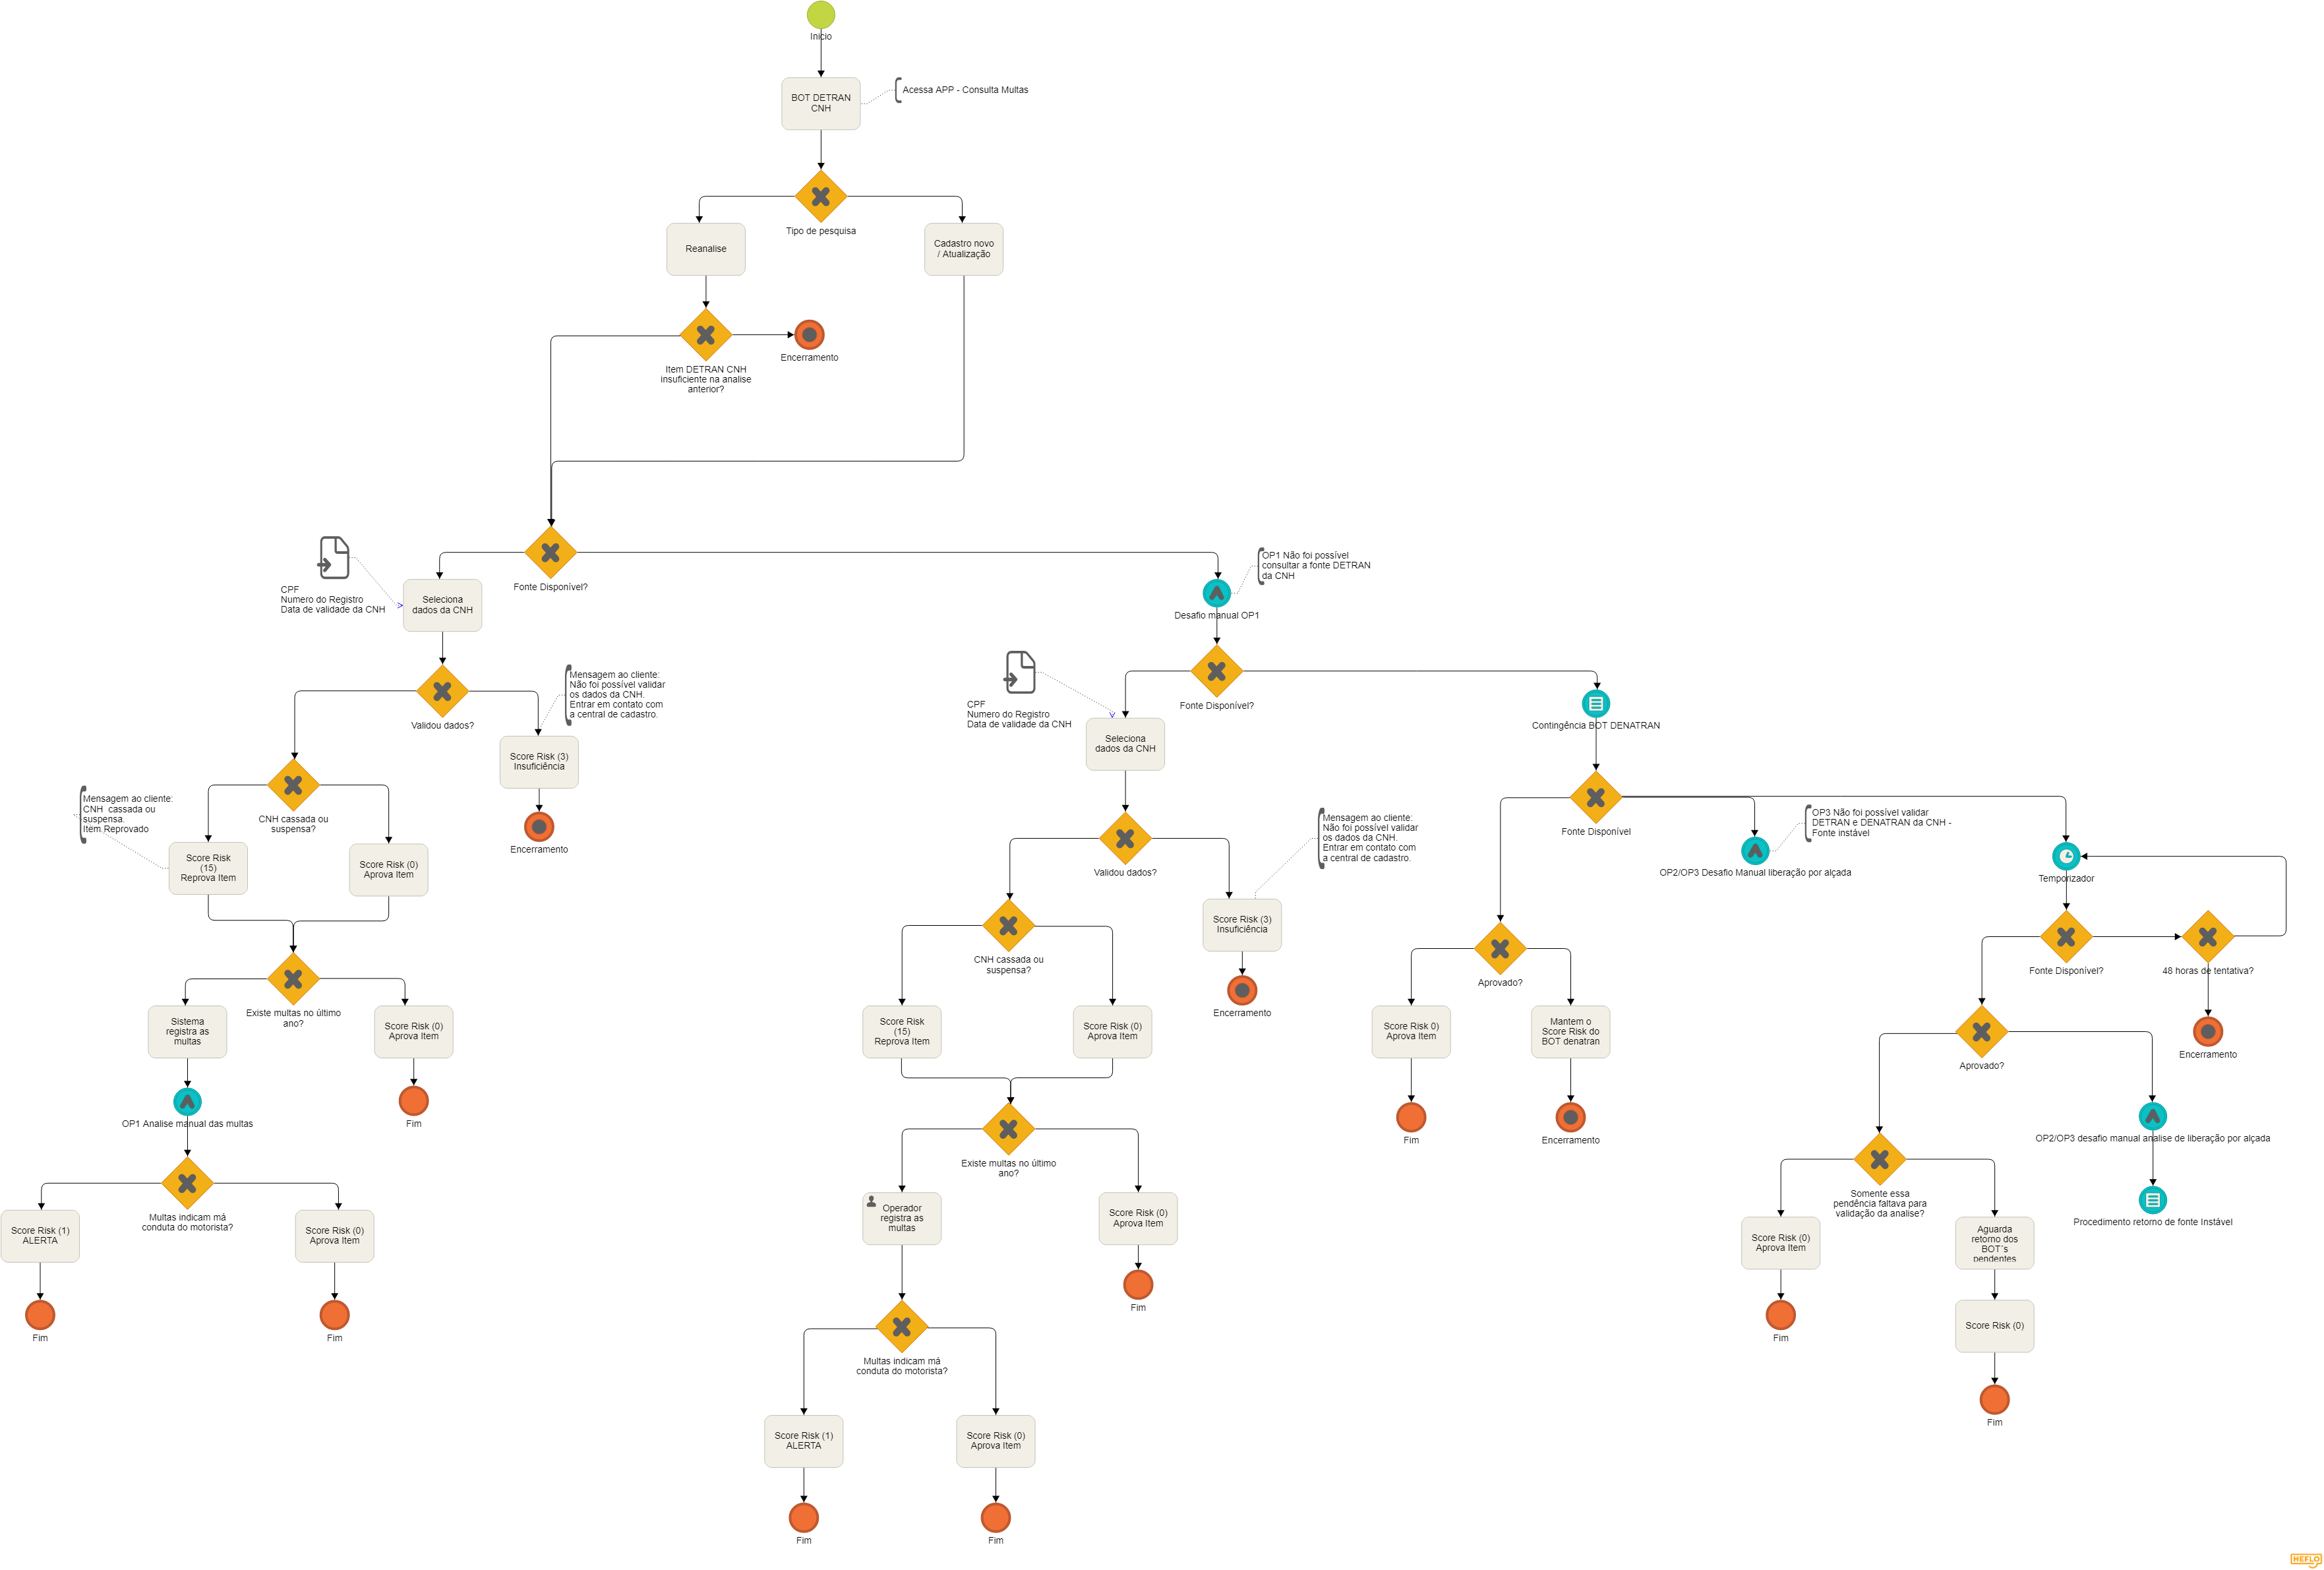 Inicio
BOT DETRAN
CNH
Acessa APP - Consulta Multas
Tipo de pesquisa
Reanalise
Cadastro novo
/ Atualização
Encerramento
Item DETRAN CNH
insuficiente na analise
anterior?
Fonte Disponível?
CPF
Numero do Registro
Data de validade da CNH
Seleciona
dados da CNH
OP1 Não foi possível
consultar a fonte DETRAN
da CNH
Desafio manual OP1
Validou dados?
Mensagem ao cliente:
Não foi possível validar
os dados da CNH.
Entrar em contato com
a central de cadastro.
Fonte Disponível?
CPF
Numero do Registro
Data de validade da CNH
Seleciona
dados da CNH
Contingência BOT DENATRAN
Score Risk (3)
Insuficiência
Encerramento
Mensagem ao cliente:
CNH  cassada ou
suspensa.
Item Reprovado
CNH cassada ou
suspensa?
Score Risk
(15)
Reprova Item
Score Risk (0)
Aprova Item
Validou dados?
Mensagem ao cliente:
Não foi possível validar
os dados da CNH.
Entrar em contato com
a central de cadastro.
Fonte Disponível
OP3 Não foi possível validar
DETRAN e DENATRAN da CNH -
Fonte instável
OP2/OP3 Desafio Manual liberação por alçada
Temporizador
Score Risk (3)
Insuficiência
Encerramento
CNH cassada ou
suspensa?
Fonte Disponível?
48 horas de tentativa?
Encerramento
Existe multas no último
ano?
Sistema
registra as
multas
Score Risk (0)
Aprova Item
Fim
OP1 Analise manual das multas
Score Risk
(15)
Reprova Item
Score Risk (0)
Aprova Item
Aprovado?
Score Risk 0)
Aprova Item
Mantem o
Score Risk do
BOT denatran
Fim
Encerramento
Aprovado?
OP2/OP3 desafio manual analise de liberação por alçada
Procedimento retorno de fonte Instável
Multas indicam má
conduta do motorista?
Score Risk (1)
ALERTA
Score Risk (0)
Aprova Item
Fim
Fim
Existe multas no último
ano?
Operador
registra as
multas
Score Risk (0)
Aprova Item
Fim
Somente essa
pendência faltava para
validação da analise?
Score Risk (0)
Aprova Item
Fim
Aguarda
retorno dos
BOT´s
pendentes
Score Risk (0)
Fim
Multas indicam má
conduta do motorista?
Score Risk (1)
ALERTA
Score Risk (0)
Aprova Item
Fim
Fim
HEFLO